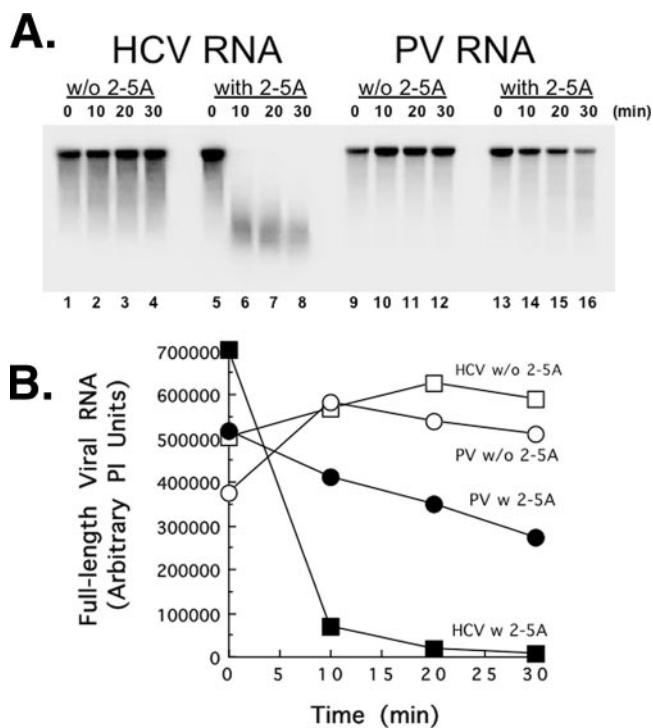 A.
HCV RNA PV RNA
w/o 2-5A with 2-5A w/o 2-5A with 2-5A
0 10 20 30 0 10 20 30 0 10 20 30 0 10 20 30 (min)
1 2 3 4 5 6 7 8 9 10 11 12 13 14 15 16
B.
Full-length Viral RNA
(Arbitrary PI Units)
700000
600000
500000
400000
300000
200000
100000
0
HCV w/o 2-5A
PV w/o 2-5A
PV w 2-5A
HCV w 2-5A
0 5 10 15 20 25 30
Time (min)